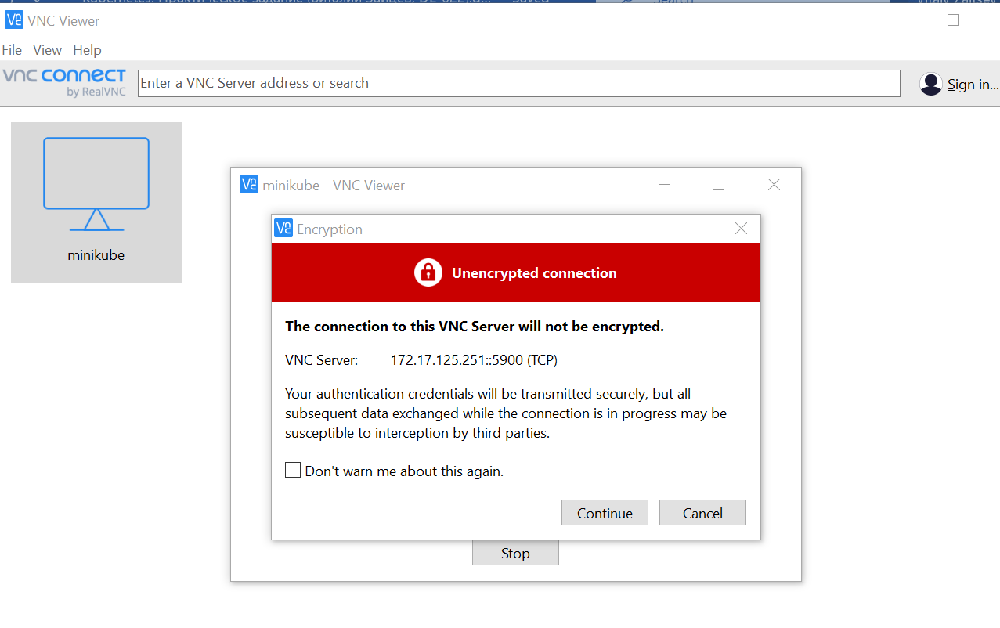 VNC Viewer
File View Help
vnc connect
by RealVNC
Enter a VNC Server address or search
Sign in...
minikube
minikube - VNC Viewer
Encryption
Unencrypted connection
The connection to this VNC Server will not be encrypted.
VNC Server: 172.17.125.251::5900 (TCP)
Your authentication credentials will be transmitted securely, but all
subsequent data exchanged while the connection is in progress may be
susceptible to interception by third parties.
Don't warn me about this again.
Continue Cancel
Stop